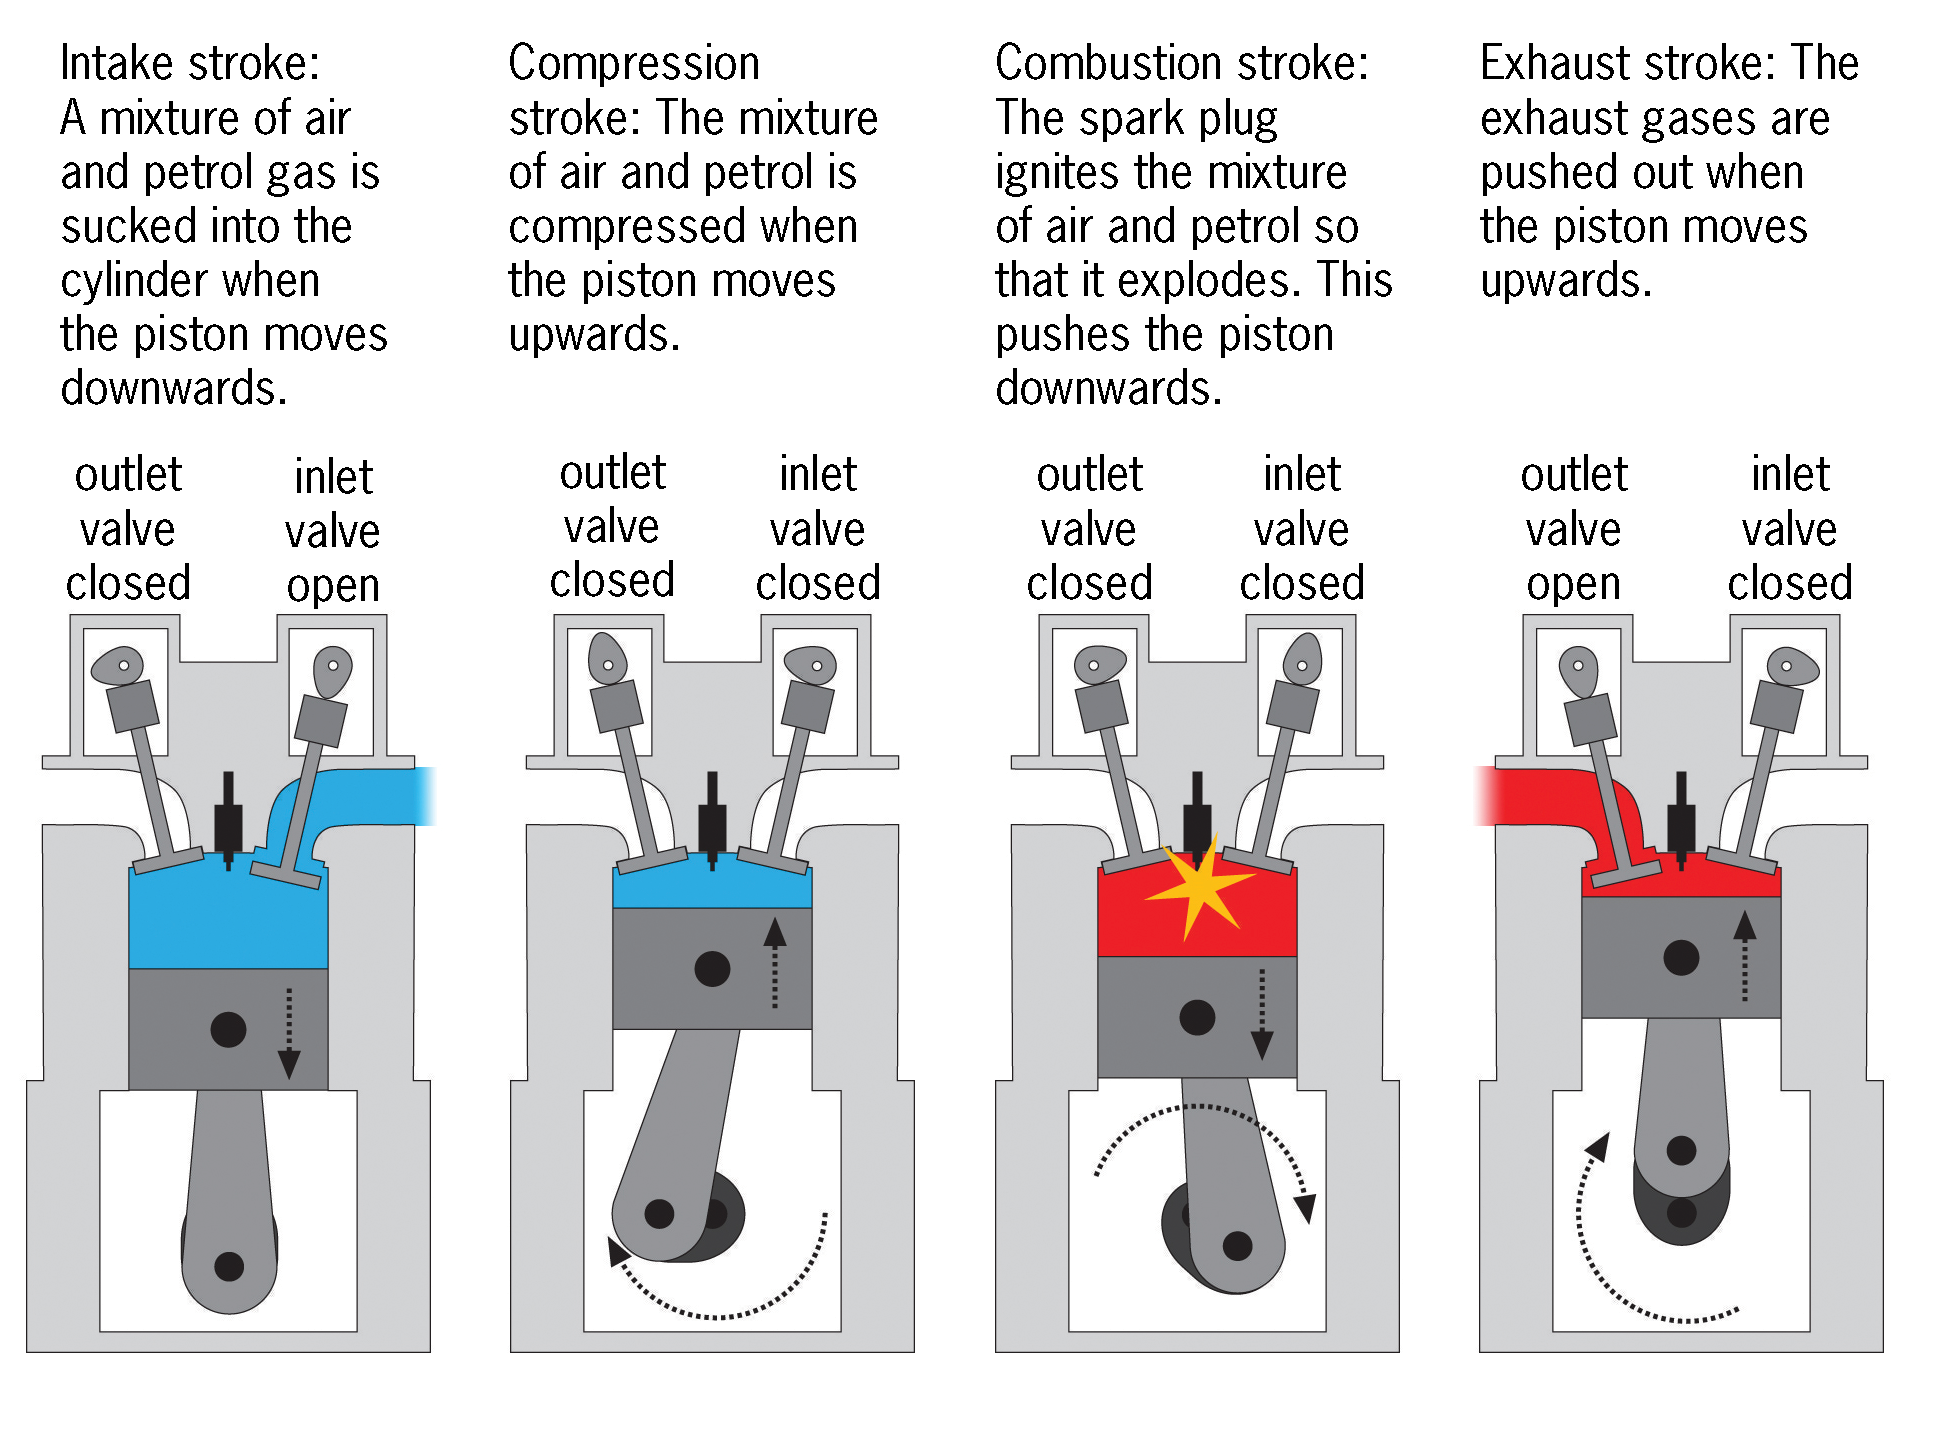 Intake stroke:
A mixture of air
and petrol gas is
sucked into the
cylinder when
the piston moves
downwards.
Compression
stroke: The mixture
of air and petrol is
compressed when
the piston moves
upwards.
Combustion stroke:
The spark plug
ignites the mixture
of air and petrol so
that it explodes. This
pushes the piston
downwards.
Exhaust stroke: The
exhaust gases are
pushed out when
the piston moves
upwards.
outlet
valve
closed
inlet
valve
open
outlet
valve
closed
inlet
valve
closed
outlet
valve
closed
inlet
valve
closed
outlet
valve
open
inlet
valve
closed